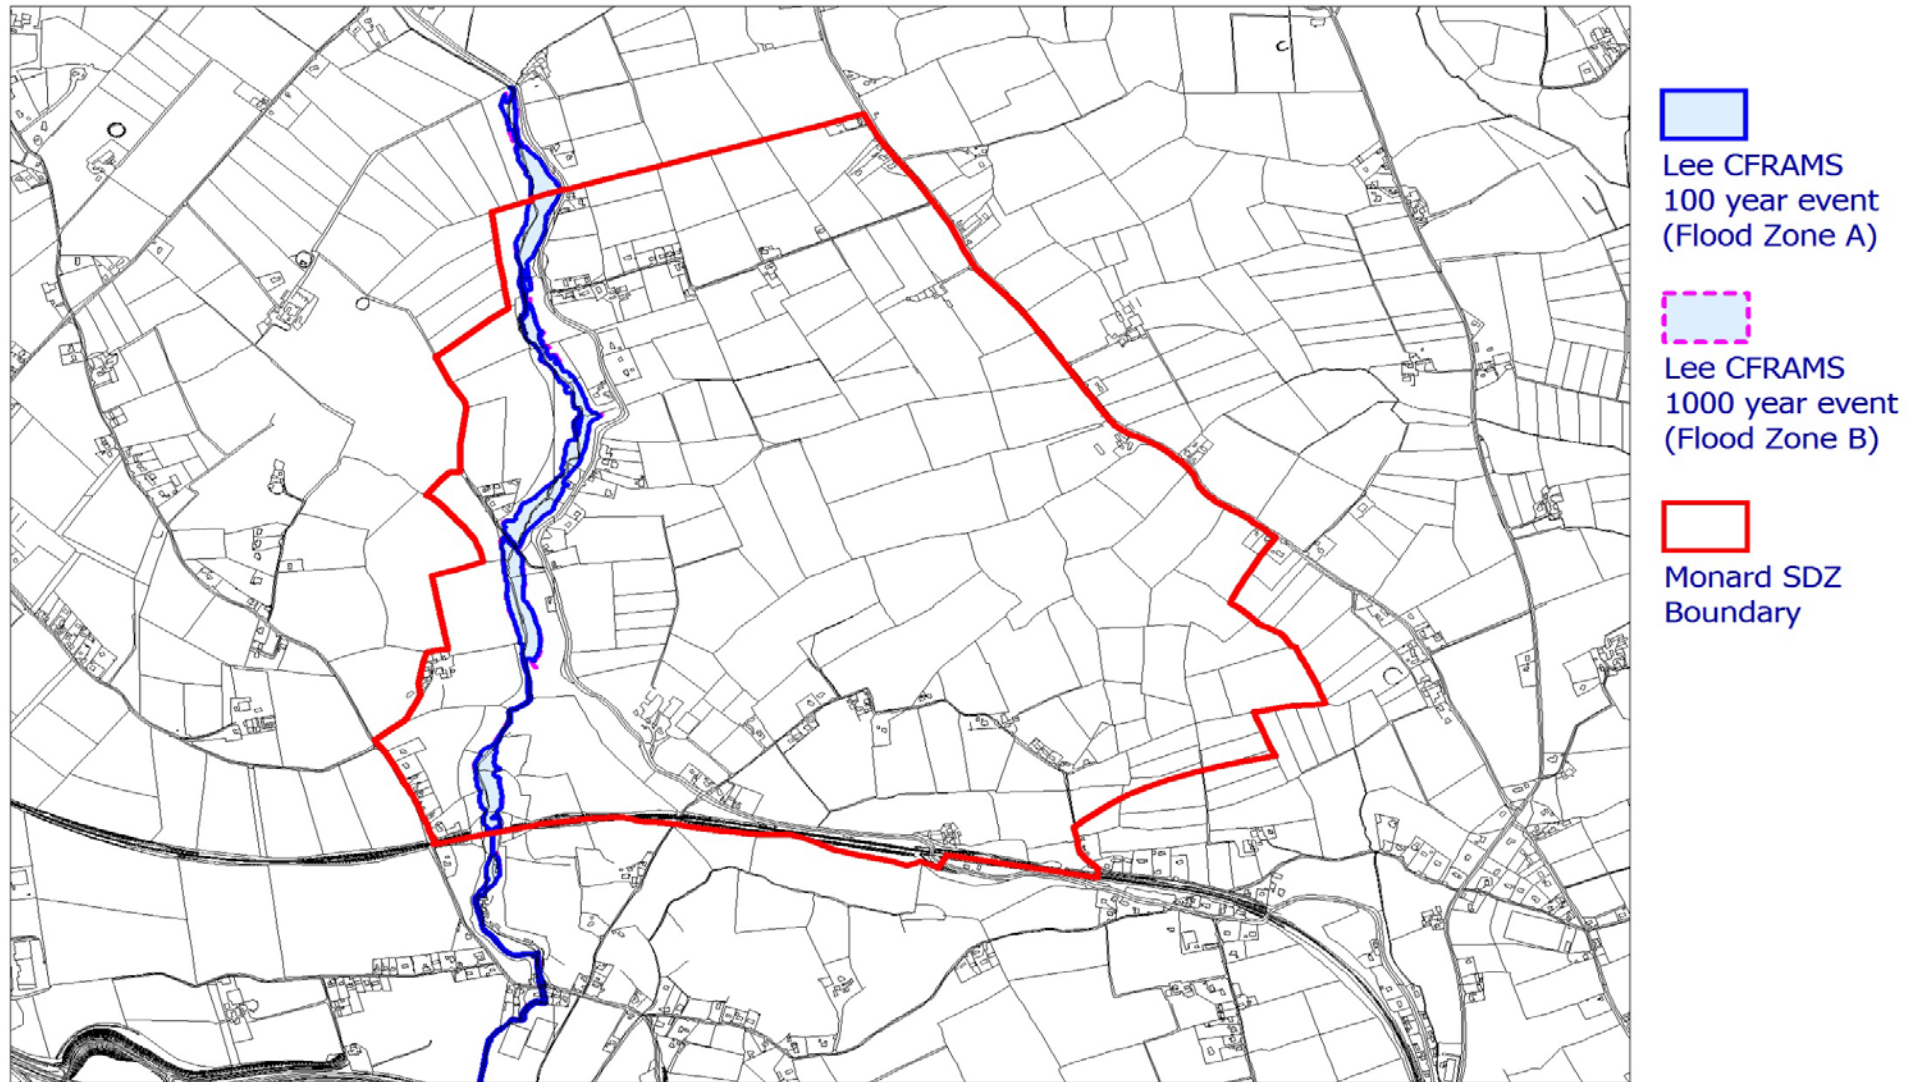 Lee CFRAMS
100 year event
(Flood Zone A)
Lee CFRAMS
1000 year event
(Flood Zone B)
Monard SDZ
Boundary